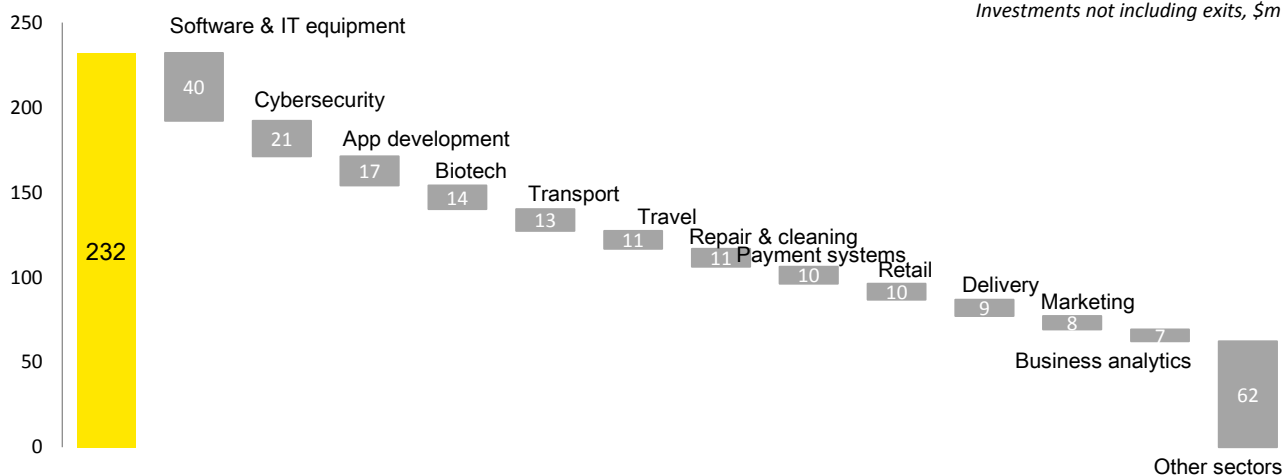 Investments not including exits, $m
250
200
150
100
50
0
232
Software & IT equipment
40
Cybersecurity
21
App development
17
Biotech
14
Transport
13
Travel
11
Repair & cleaning
11
Payment systems
10
Retail
10
Delivery
9
Marketing
8
7
Business analytics
62
Other sectors